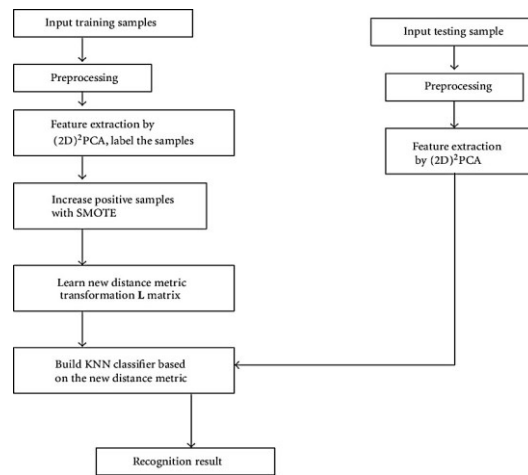 Input training samples
Preprocessing
Feature extraction by
(2D)²PCA, label the samples
Increase positive samples
with SMOTE
Learn new distance metric
transformation L matrix
Build KNN classifier based
on the new distance metric
Recognition result
Input testing sample
Preprocessing
Feature extraction
by (2D)²PCA